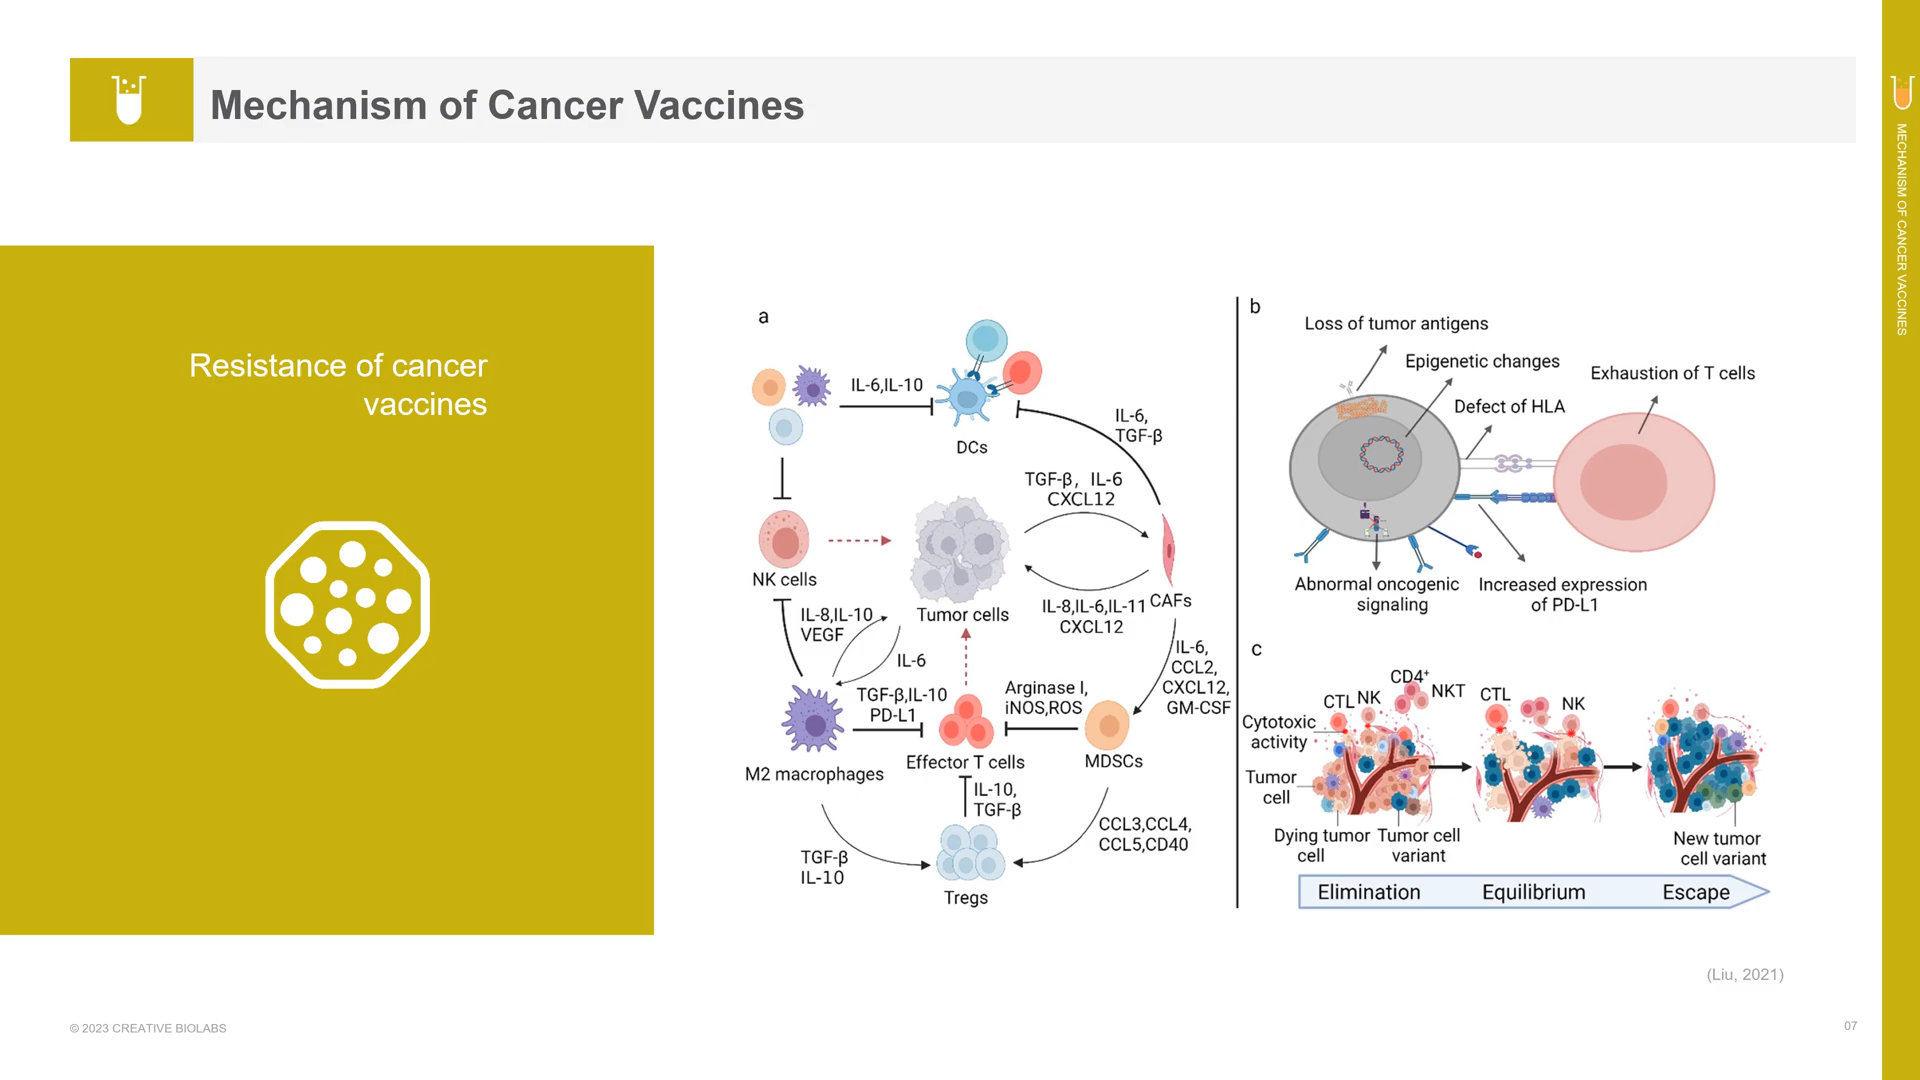 Mechanism of Cancer Vaccines
MECHANISM OF CANCER VACCINES
Resistance of cancer
vaccines
a
IL-6,IL-10
DCs
IL-6,
TGF-β
TGF-β, IL-6
CXCL12
NK cells
Tumor cells
IL-8,IL-6,IL-11
CXCL12
CAFs
IL-8,IL-10
VEGF
IL-6
IL-6,
CCL2,
CXCL12,
GM-CSF
TGF-β,IL-10
PD-L1
Arginase I,
iNOS,ROS
M2 macrophages
Effector T cells
MDSCs
IL-10,
TGF-β
TGF-β
IL-10
CCL3,CCL4,
CCL5,CD40
Tregs
b
Loss of tumor antigens
Epigenetic changes
Exhaustion of T cells
Defect of HLA
Abnormal oncogenic
signaling
Increased expression
of PD-L1
c
CTL
NK
CD4+
NKT
CTL
NK
Cytotoxic
activity
Tumor
cell
Dying tumor
cell
Tumor cell
variant
New tumor
cell variant
Elimination
Equilibrium
Escape
(Liu, 2021)
© 2023 CREATIVE BIOLABS
07